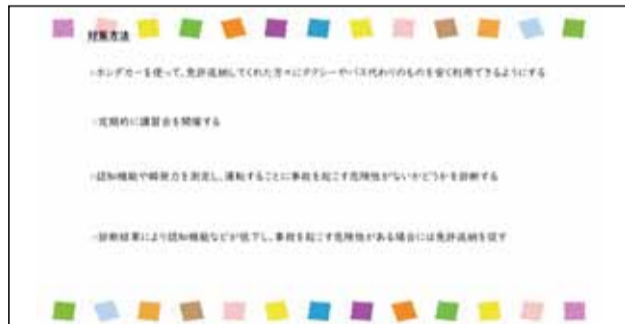 対策方法
・ホンダカーを使って、免許返納してくれた方々にタクシーやバス代わりのものを安く利用できるようにする
・定期的に講習会を開催する
・認知機能や瞬発力を測定し、運転することに事故を起こす危険性がないかどうかを診断する
・診断結果により認知機能などが低下し、事故を起こす危険性がある場合には免許返納を促す